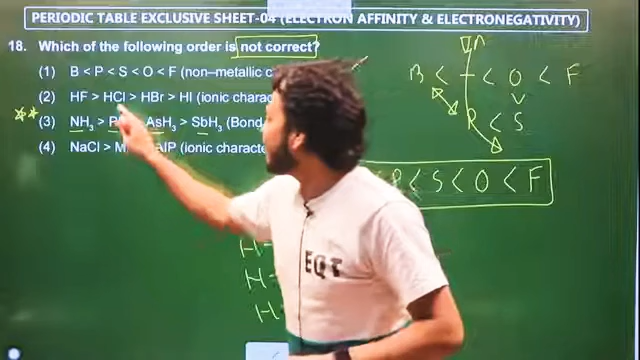 PERIODIC TABLE EXCLUSIVE SHEET-04 (ELECTRON AFFINITY & ELECTRONEGATIVITY)
18. Which of the following order is not correct?
(1) B < P < S < O < F (non–metallic c
(2) HF > HCl > HBr > HI (ionic charac
** (3) NH₃ > P AsH₃ > SbH₃ (Bond
(4) NaCl > M AlP (ionic characte
B < < O < F
P < S
< S < O < F
H-
H-
H-
EQT